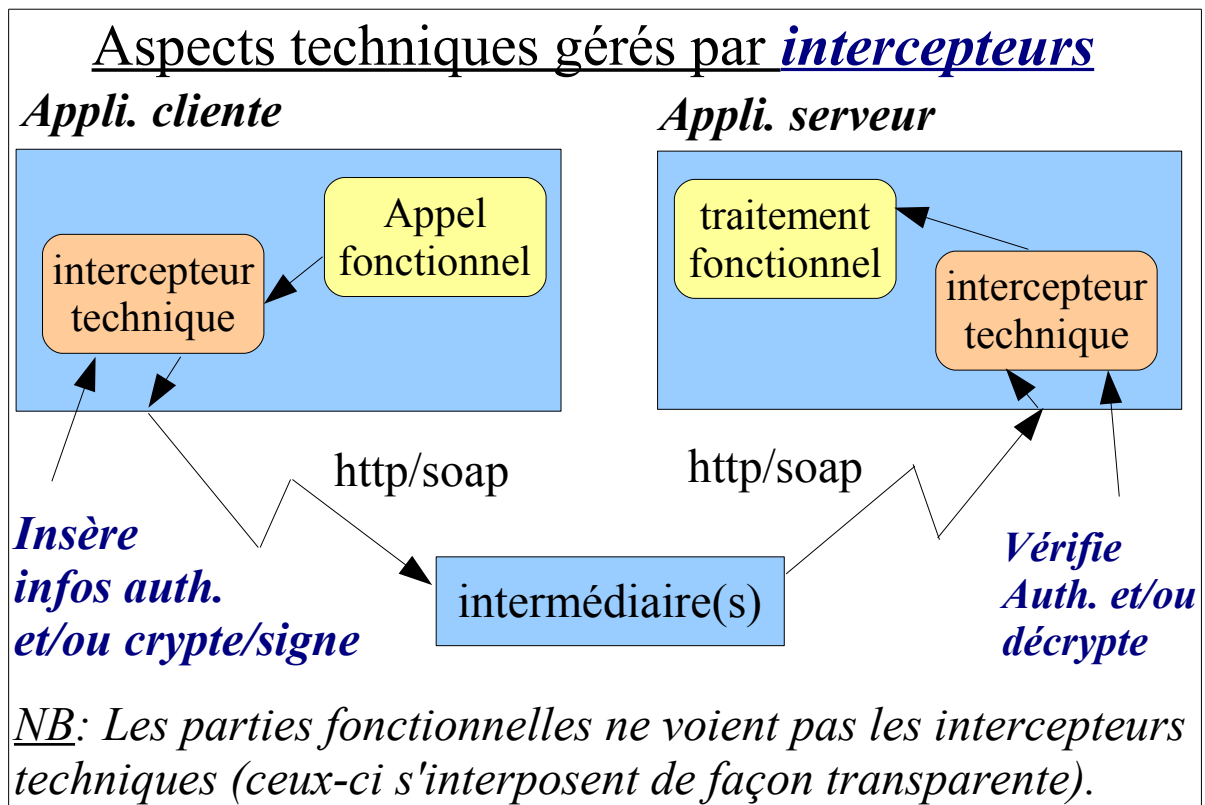 Aspects techniques gérés par intercepteurs
Appli. cliente
Appel
fonctionnel
intercepteur
technique
Appli. serveur
traitement
fonctionnel
intercepteur
technique
http/soap
http/soap
Insère
infos auth.
et/ou crypte/signe
intermédiaire(s)
Vérifie
Auth. et/ou
décrypte
NB: Les parties fonctionnelles ne voient pas les intercepteurs
techniques (ceux-ci s'interposent de façon transparente).